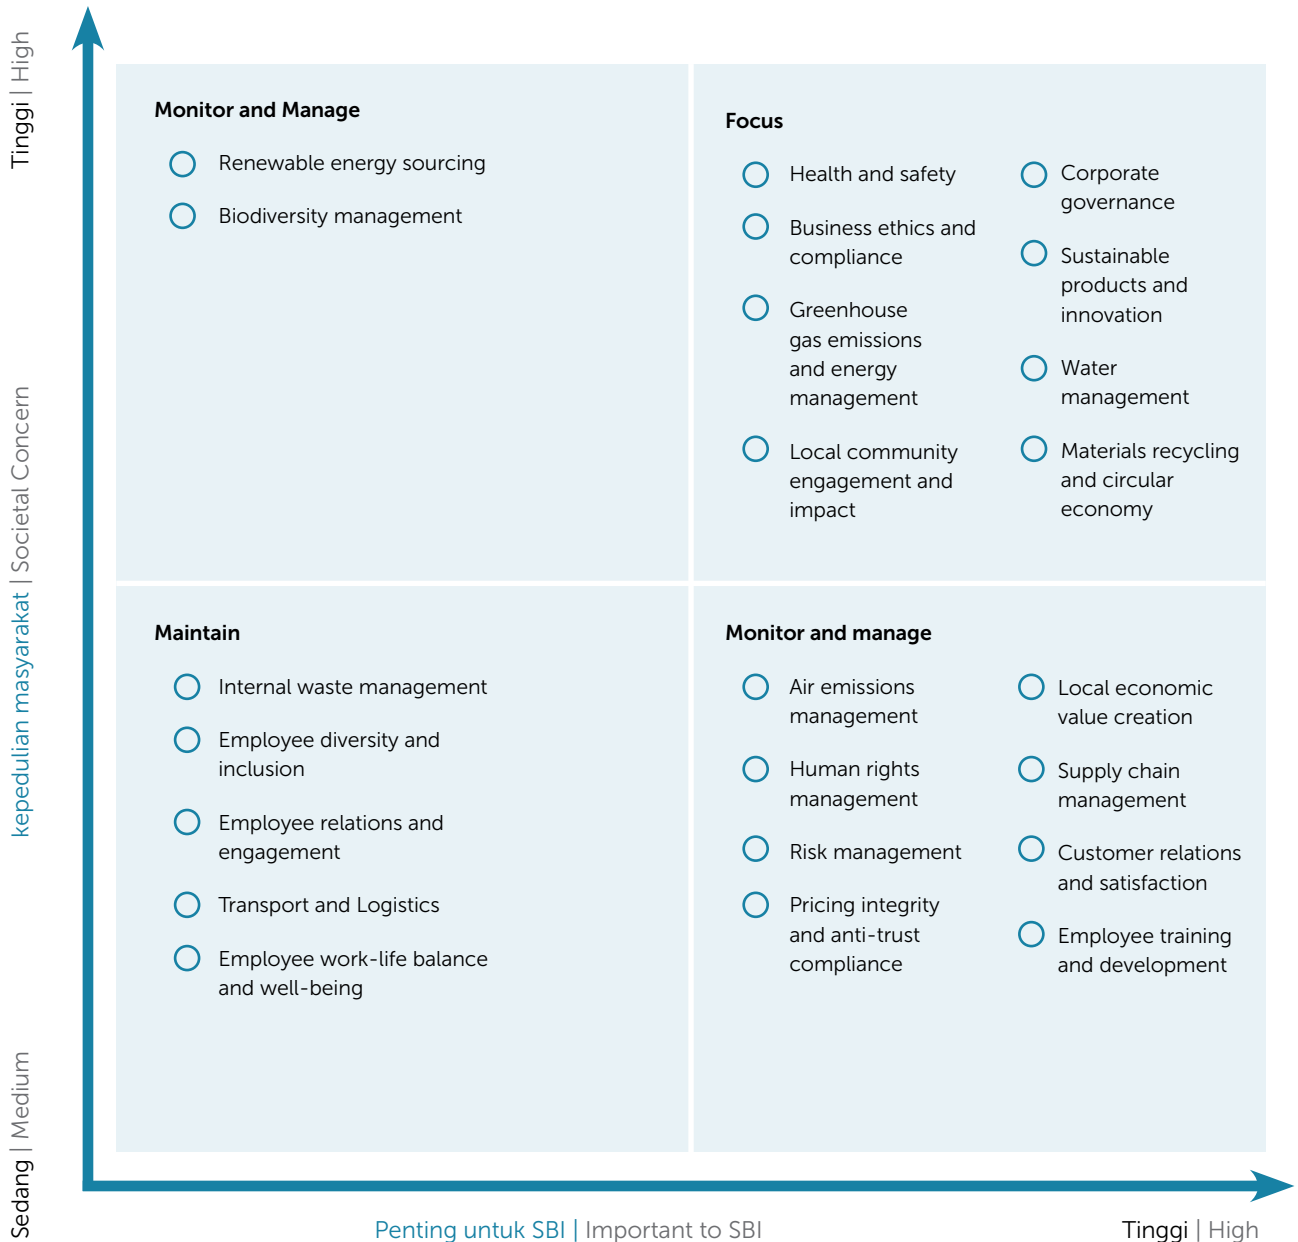 Tinggi | High
kepedulian masyarakat | Societal Concern
Sedang | Medium
Monitor and Manage
Renewable energy sourcing
Biodiversity management
Focus
Health and safety
Business ethics and
compliance
Greenhouse
gas emissions
and energy
management
Local community
engagement and
impact
Corporate
governance
Sustainable
products and
innovation
Water
management
Materials recycling
and circular
economy
Maintain
Internal waste management
Employee diversity and
inclusion
Employee relations and
engagement
Transport and Logistics
Employee work-life balance
and well-being
Monitor and manage
Air emissions
management
Human rights
management
Risk management
Pricing integrity
and anti-trust
compliance
Local economic
value creation
Supply chain
management
Customer relations
and satisfaction
Employee training
and development
Penting untuk SBI | Important to SBI
Tinggi | High